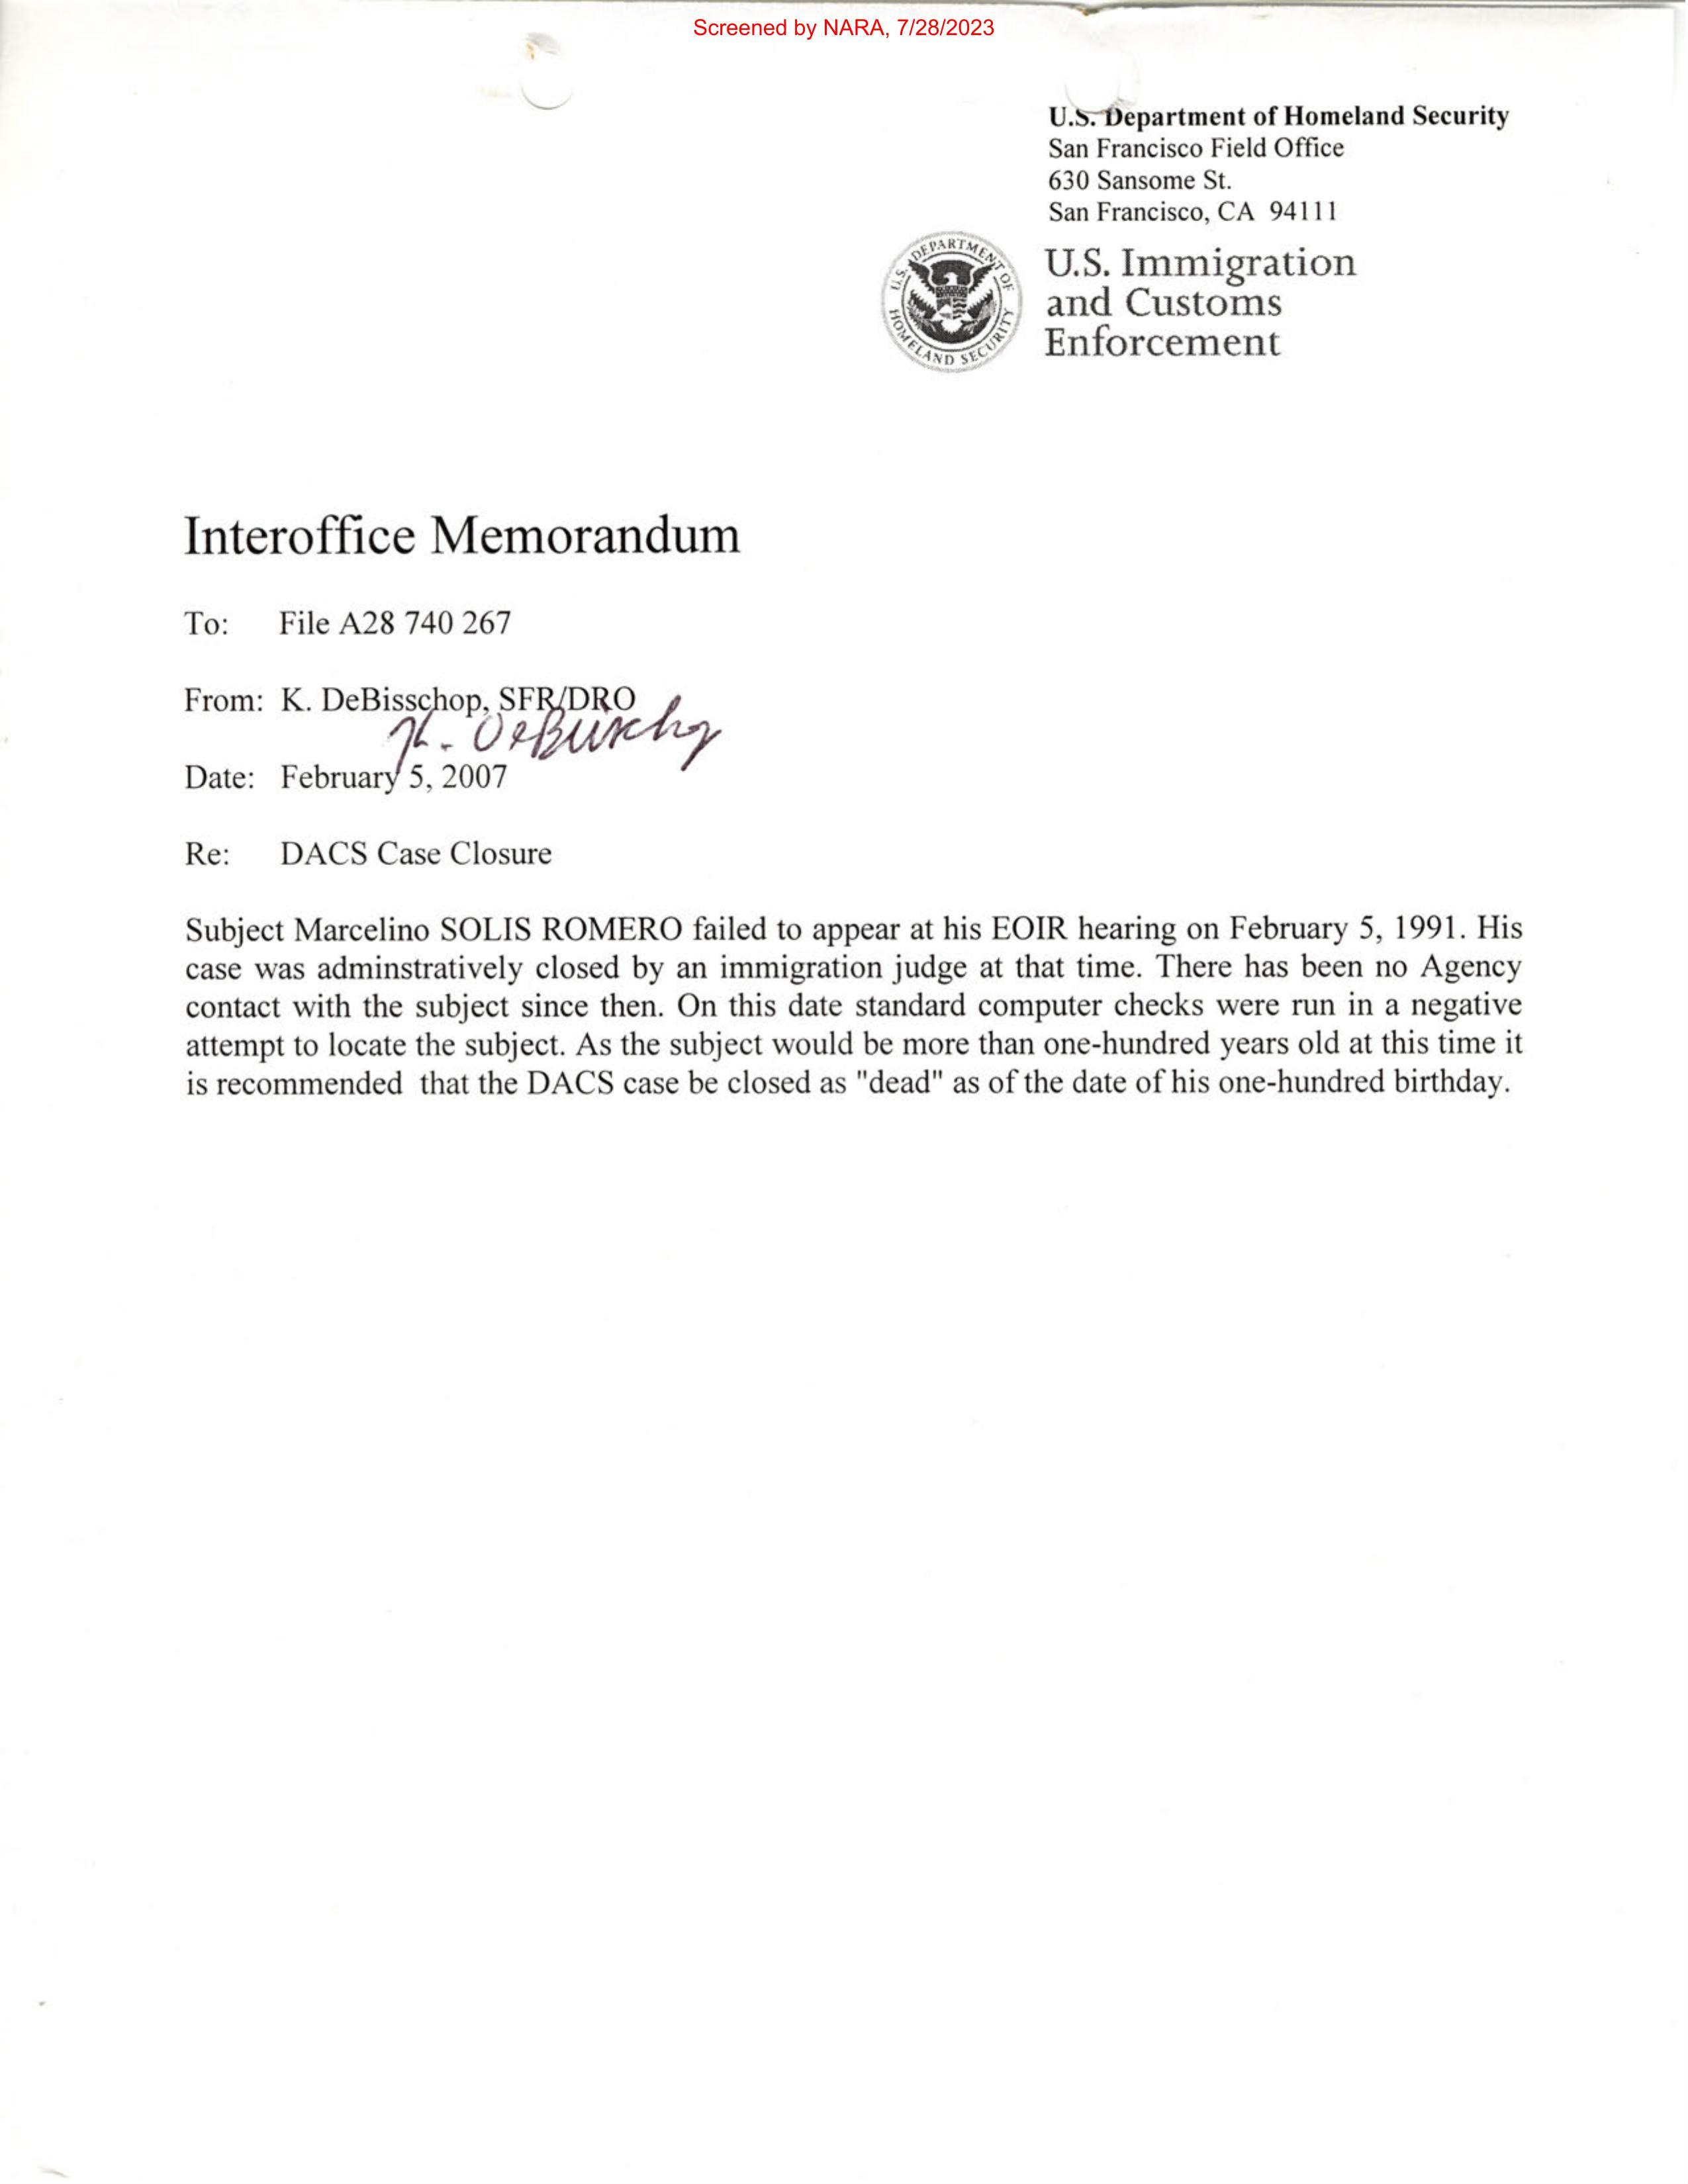 Screened by NARA, 7/28/2023
U.S. Department of Homeland Security
San Francisco Field Office
630 Sansome St.
San Francisco, CA 94111
U.S. DEPARTMENT OF HOMELAND SECURITY
U.S. Immigration
and Customs
Enforcement
Interoffice Memorandum
To: File A28 740 267
From: K. DeBisschop, SFR/DRO
K. DeBisschop
Date: February 5, 2007
Re: DACS Case Closure
Subject Marcelino SOLIS ROMERO failed to appear at his EOIR hearing on February 5, 1991. His
case was adminstratively closed by an immigration judge at that time. There has been no Agency
contact with the subject since then. On this date standard computer checks were run in a negative
attempt to locate the subject. As the subject would be more than one-hundred years old at this time it
is recommended that the DACS case be closed as "dead" as of the date of his one-hundred birthday.